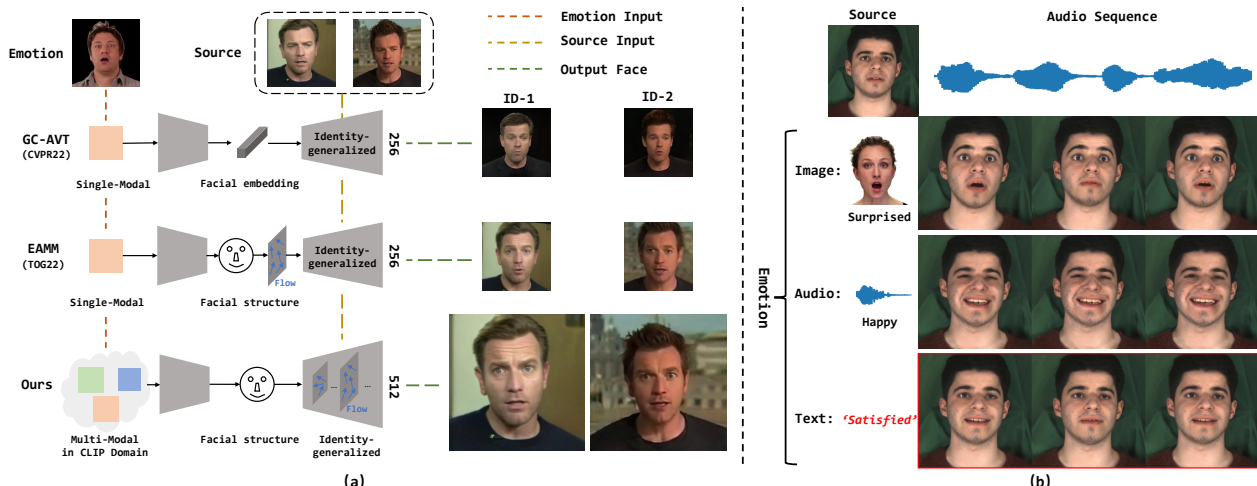 Emotion
Source
Emotion Input
Source Input
Output Face
ID-1
ID-2
GC-AVT
(CVPR22)
Identity-
generalized
256
Single-Modal
Facial embedding
EAMM
(TOG22)
Flow
Identity-
generalized
256
Single-Modal
Facial structure
Ours
...
...
Flow
512
Multi-Modal
in CLIP Domain
Facial structure
Identity-
generalized
(a)
Source
Audio Sequence
Emotion
Image:
Surprised
Audio:
Happy
Text:
‘Satisfied’
(b)